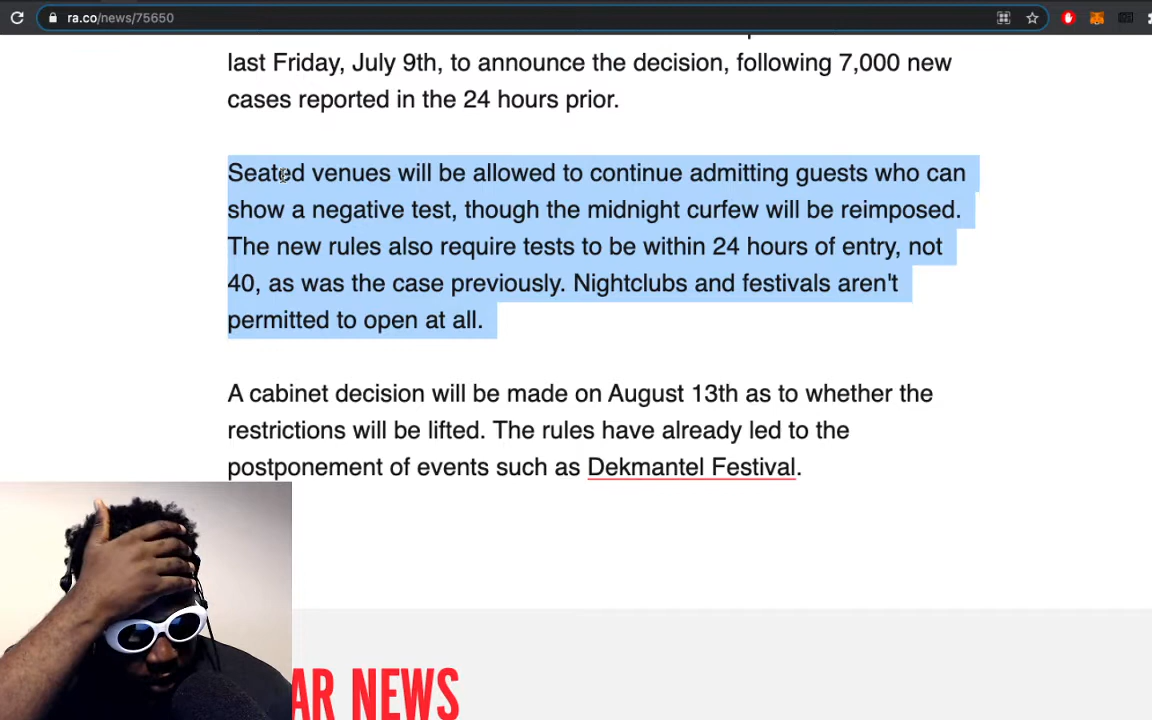 ra.co/news/75650
last Friday, July 9th, to announce the decision, following 7,000 new
cases reported in the 24 hours prior.
Seated venues will be allowed to continue admitting guests who can
show a negative test, though the midnight curfew will be reimposed.
The new rules also require tests to be within 24 hours of entry, not
40, as was the case previously. Nightclubs and festivals aren't
permitted to open at all.
A cabinet decision will be made on August 13th as to whether the
restrictions will be lifted. The rules have already led to the
postponement of events such as Dekmantel Festival.
AR NEWS